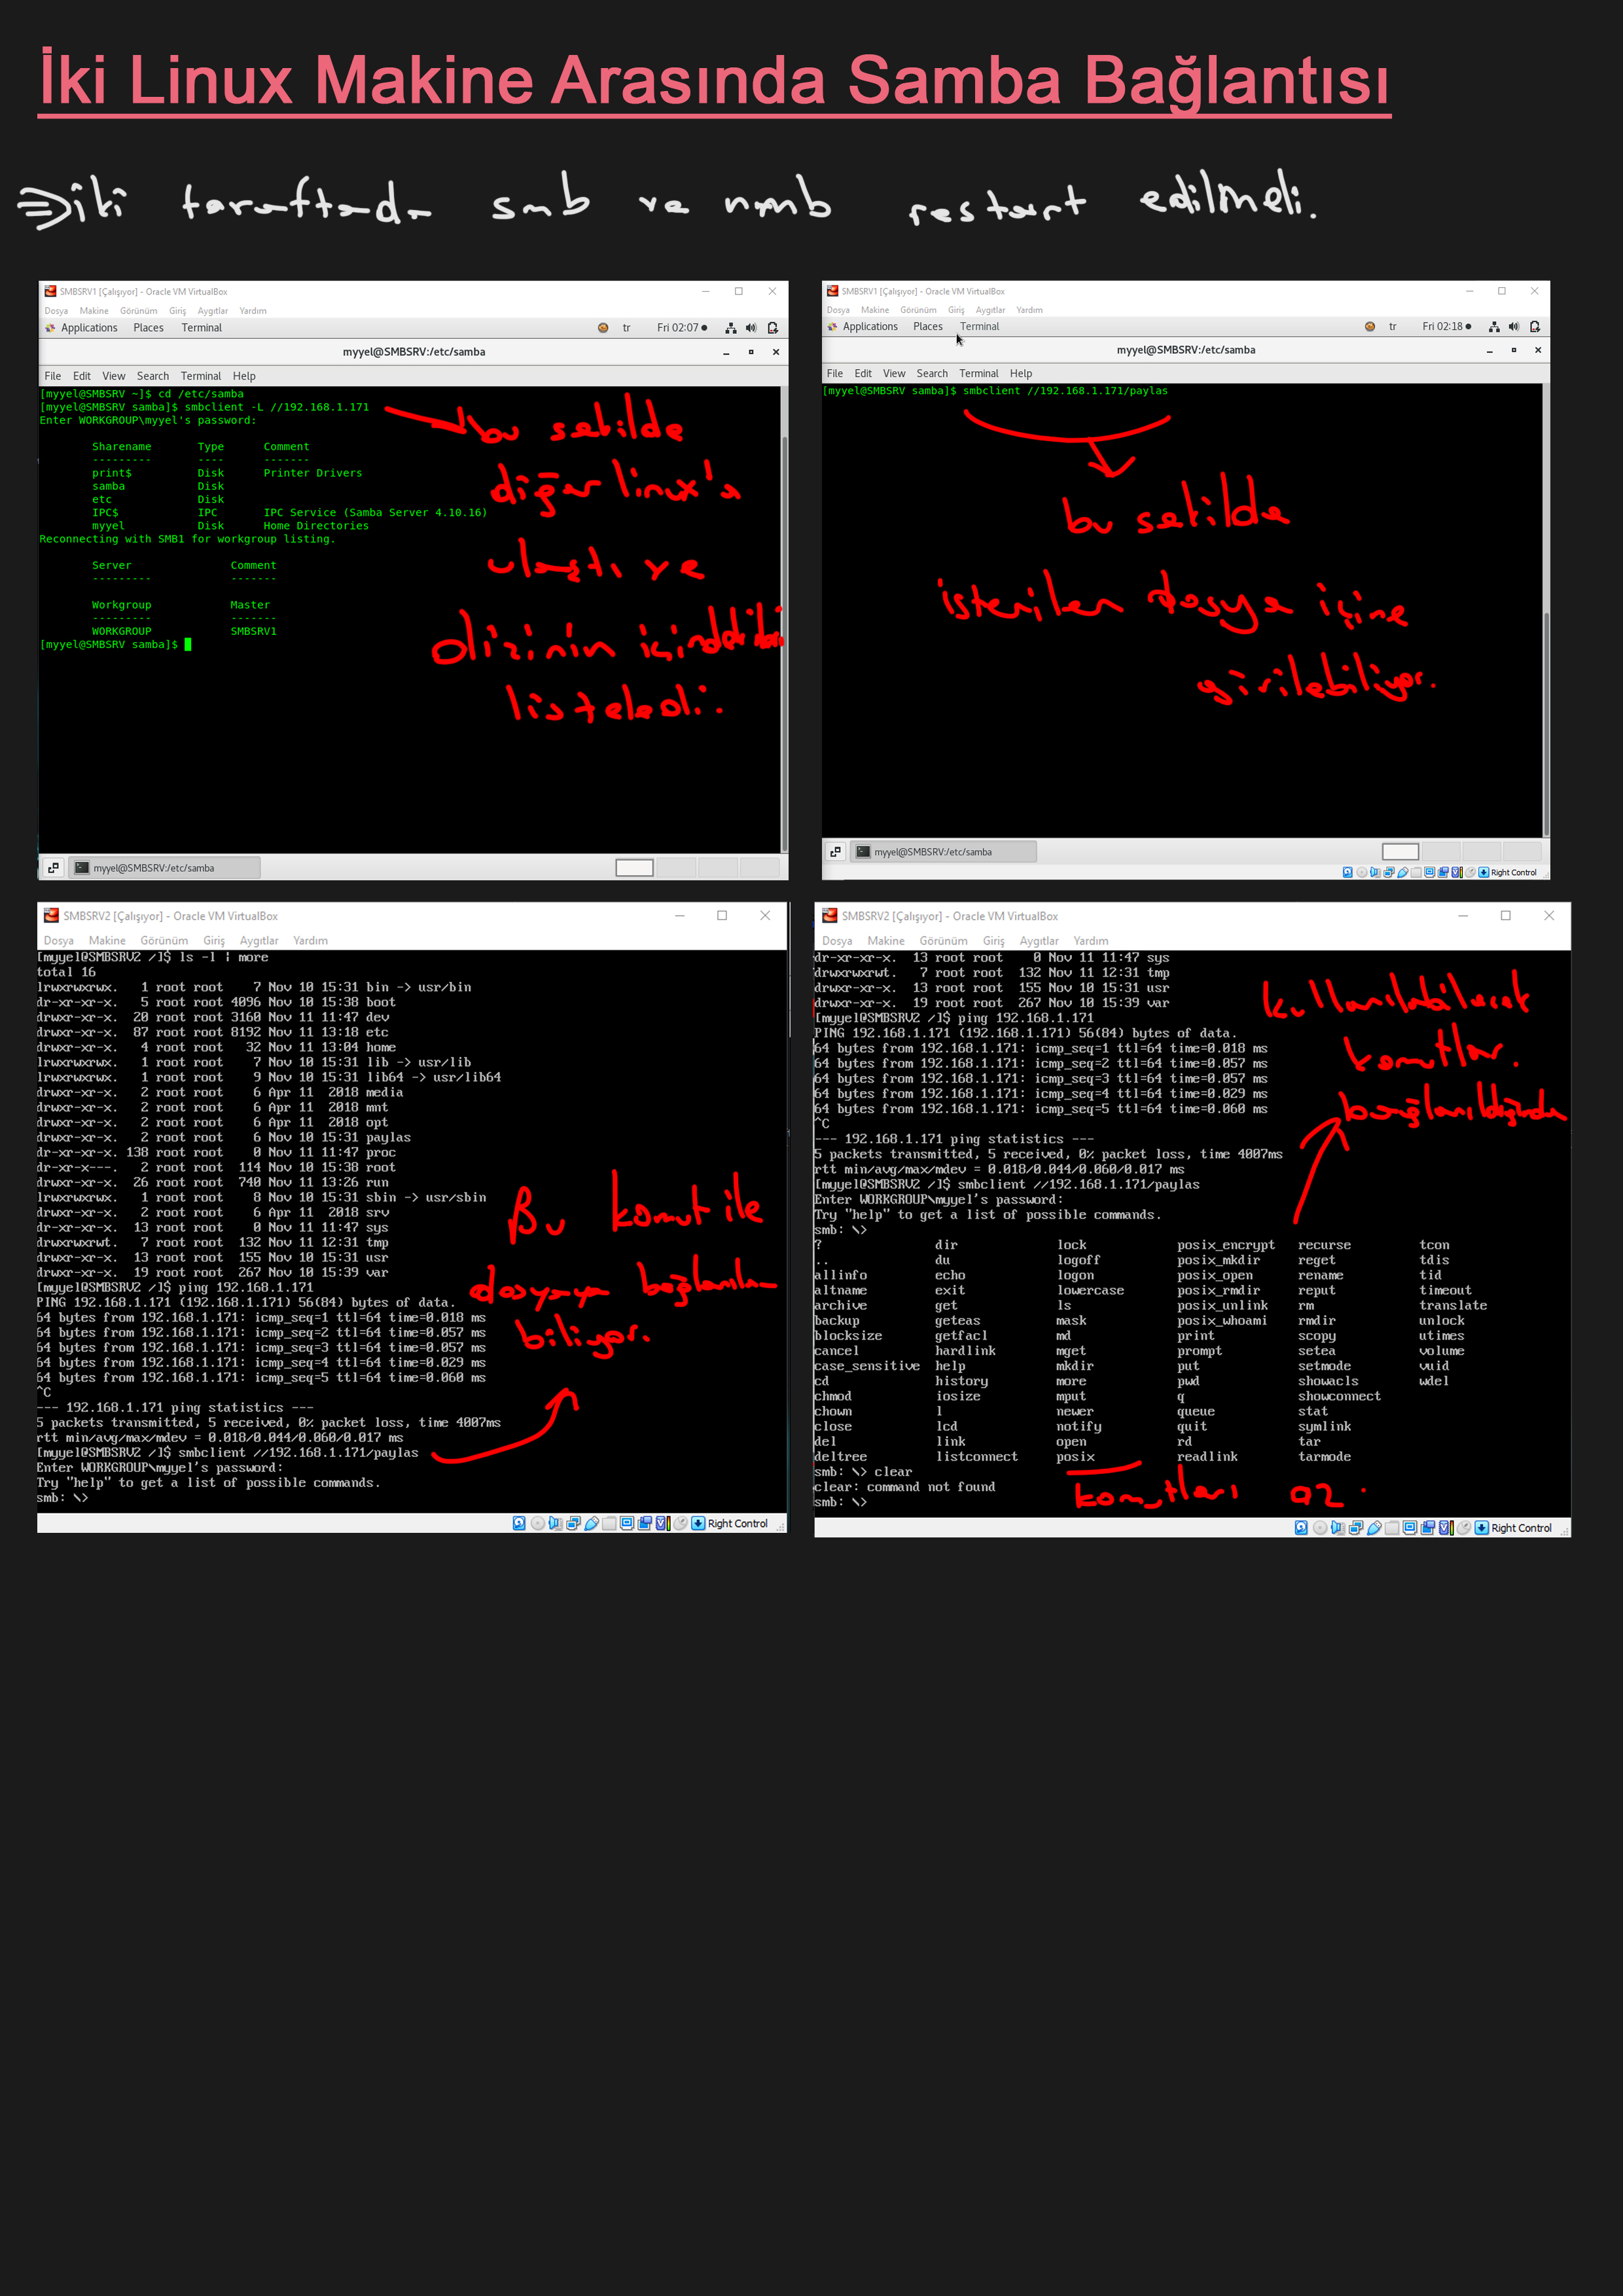 İki Linux Makine Arasında Samba Bağlantısı
⇒ iki taraftada smb ve nmb restart edilmeli.
SMBSRV1 [Çalışıyor] - Oracle VM VirtualBox
Dosya Makine Görünüm Giriş Aygıtlar Yardım
Applications Places Terminal tr Fri 02:07
myyel@SMBSRV:/etc/samba
File Edit View Search Terminal Help
[myyel@SMBSRV ~]$ cd /etc/samba
[myyel@SMBSRV samba]$ smbclient -L //192.168.1.171
Enter WORKGROUP\myyel's password:
Sharename Type Comment
--------- ---- -------
print$ Disk Printer Drivers
samba Disk
etc Disk
IPC$ IPC IPC Service (Samba Server 4.10.16)
myyel Disk Home Directories
Reconnecting with SMB1 for workgroup listing.
Server Comment
--------- -------
Workgroup Master
--------- -------
WORKGROUP SMBSRV1
[myyel@SMBSRV samba]$
bu sekilde
diğer linux'a
ulaştı ve
dizinin
listeledi.
myyel@SMBSRV:/etc/samba
SMBSRV1 [Çalışıyor] - Oracle VM VirtualBox
Dosya Makine Görünüm Giriş Aygıtlar Yardım
Applications Places Terminal tr Fri 02:18
myyel@SMBSRV:/etc/samba
File Edit View Search Terminal Help
[myyel@SMBSRV samba]$ smbclient //192.168.1.171/paylas
bu sekilde
istenilen dosya içine
girilebiliyor.
myyel@SMBSRV:/etc/samba
Right Control
SMBSRV2 [Çalışıyor] - Oracle VM VirtualBox
Dosya Makine Görünüm Giriş Aygıtlar Yardım
[myyel@SMBSRV2 /]$ ls -l | more
total 16
lrwxrwxrwx. 1 root root 7 Nov 10 15:31 bin -> usr/bin
dr-xr-xr-x. 5 root root 4096 Nov 10 15:38 boot
drwxr-xr-x. 20 root root 3160 Nov 11 11:47 dev
drwxr-xr-x. 87 root root 8192 Nov 11 13:18 etc
drwxr-xr-x. 4 root root 32 Nov 11 13:04 home
lrwxrwxrwx. 1 root root 7 Nov 10 15:31 lib -> usr/lib
lrwxrwxrwx. 1 root root 9 Nov 10 15:31 lib64 -> usr/lib64
drwxr-xr-x. 2 root root 6 Apr 11 2018 media
drwxr-xr-x. 2 root root 6 Apr 11 2018 mnt
drwxr-xr-x. 2 root root 6 Apr 11 2018 opt
drwxr-xr-x. 2 root root 6 Nov 10 15:31 paylas
dr-xr-xr-x. 138 root root 0 Nov 11 11:47 proc
dr-xr-x---. 2 root root 114 Nov 10 15:38 root
drwxr-xr-x. 26 root root 740 Nov 11 13:26 run
lrwxrwxrwx. 1 root root 8 Nov 10 15:31 sbin -> usr/sbin
drwxr-xr-x. 2 root root 6 Apr 11 2018 srv
dr-xr-xr-x. 13 root root 0 Nov 11 11:47 sys
drwxrwxrwt. 7 root root 132 Nov 11 12:31 tmp
drwxr-xr-x. 13 root root 155 Nov 10 15:31 usr
drwxr-xr-x. 19 root root 267 Nov 10 15:39 var
[myyel@SMBSRV2 /]$ ping 192.168.1.171
PING 192.168.1.171 (192.168.1.171) 56(84) bytes of data.
64 bytes from 192.168.1.171: icmp_seq=1 ttl=64 time=0.018 ms
64 bytes from 192.168.1.171: icmp_seq=2 ttl=64 time=0.057 ms
64 bytes from 192.168.1.171: icmp_seq=3 ttl=64 time=0.057 ms
64 bytes from 192.168.1.171: icmp_seq=4 ttl=64 time=0.029 ms
64 bytes from 192.168.1.171: icmp_seq=5 ttl=64 time=0.060 ms
^C
--- 192.168.1.171 ping statistics ---
5 packets transmitted, 5 received, 0% packet loss, time 4007ms
rtt min/avg/max/mdev = 0.018/0.044/0.060/0.017 ms
[myyel@SMBSRV2 /]$ smbclient //192.168.1.171/paylas
Enter WORKGROUP\myyel's password:
Try "help" to get a list of possible commands.
smb: \>
Bu komut ile
dosyaya bağlanıla-
biliyor.
Right Control
SMBSRV2 [Çalışıyor] - Oracle VM VirtualBox
Dosya Makine Görünüm Giriş Aygıtlar Yardım
dr-xr-xr-x. 13 root root 0 Nov 11 11:47 sys
drwxrwxrwt. 7 root root 132 Nov 11 12:31 tmp
drwxr-xr-x. 13 root root 155 Nov 10 15:31 usr
drwxr-xr-x. 19 root root 267 Nov 10 15:39 var
[myyel@SMBSRV2 /]$ ping 192.168.1.171
PING 192.168.1.171 (192.168.1.171) 56(84) bytes of data.
64 bytes from 192.168.1.171: icmp_seq=1 ttl=64 time=0.018 ms
64 bytes from 192.168.1.171: icmp_seq=2 ttl=64 time=0.057 ms
64 bytes from 192.168.1.171: icmp_seq=3 ttl=64 time=0.057 ms
64 bytes from 192.168.1.171: icmp_seq=4 ttl=64 time=0.029 ms
64 bytes from 192.168.1.171: icmp_seq=5 ttl=64 time=0.060 ms
^C
--- 192.168.1.171 ping statistics ---
5 packets transmitted, 5 received, 0% packet loss, time 4007ms
rtt min/avg/max/mdev = 0.018/0.044/0.060/0.017 ms
[myyel@SMBSRV2 /]$ smbclient //192.168.1.171/paylas
Enter WORKGROUP\myyel's password:
Try "help" to get a list of possible commands.
smb: \>
? dir lock posix_encrypt recurse tcon
.. du logoff posix_mkdir reget tdis
allinfo echo logon posix_open rename tid
altname exit lowercase posix_rmdir reput timeout
archive get ls posix_unlink rm translate
backup geteas mask posix_whoami rmdir unlock
blocksize getfacl md print scopy utimes
cancel hardlink mget prompt setea volume
case_sensitive help mkdir put setmode vuid
cd history more pwd showacls wdel
chmod iosize mput q showconnect
chown l newer queue stat
close lcd notify quit symlink
del link open rd tar
deltree listconnect posix readlink tarmode
smb: \> clear
clear: command not found
smb: \>
kullanılabilecek
komutlar.
bağlanıldığında
komutları az.
Right Control